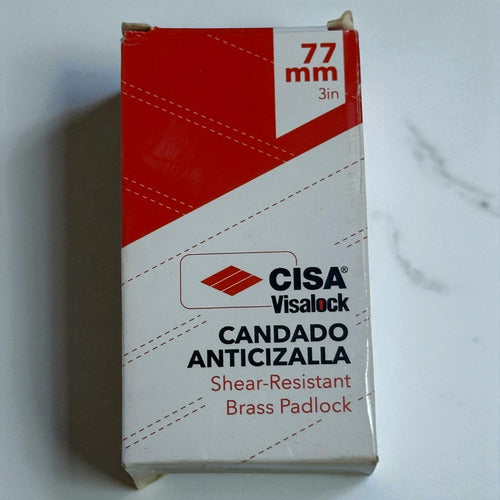 77
mm
3in
CISA®
Visalock
CANDADO
ANTICIZALLA
Shear-Resistant
Brass Padlock